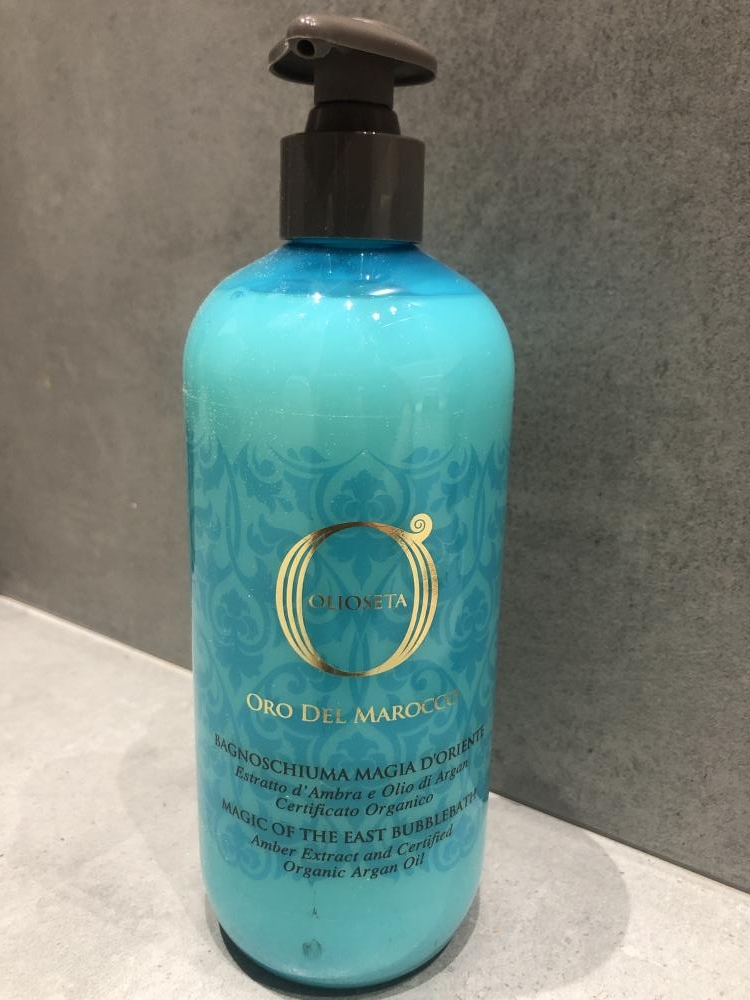 OLIOSETA
ORO DEL MAROCCO
BAGNOSCHIUMA MAGIA D'ORIENTE
Estratto d'Ambra e Olio di Argan
Certificato Organico
MAGIC OF THE EAST BUBBLEBATH
Amber Extract and Certified
Organic Argan Oil